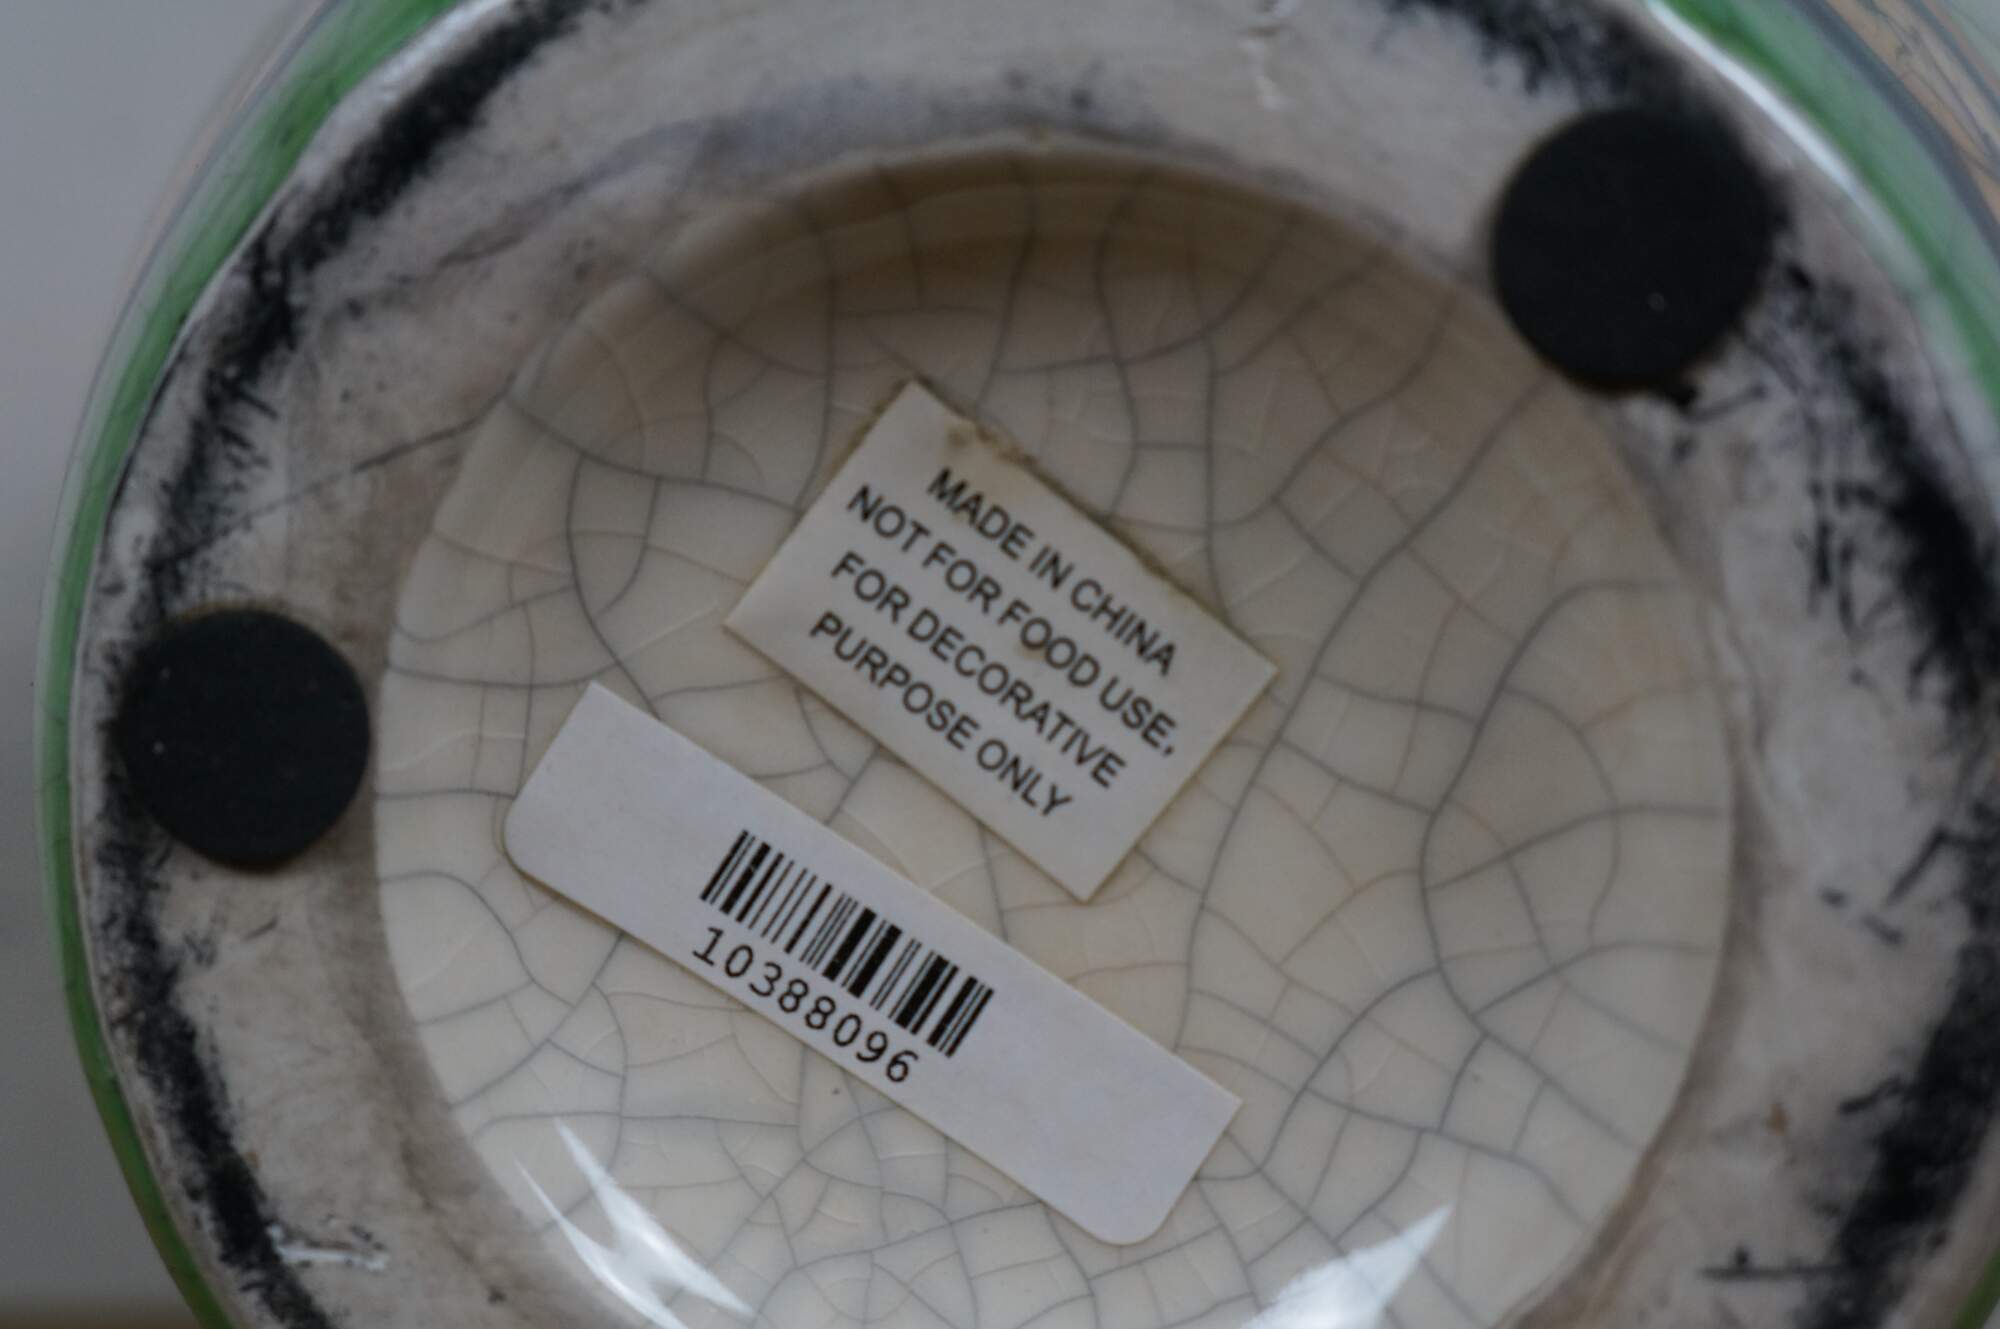 MADE IN CHINA
NOT FOR FOOD USE,
FOR DECORATIVE
PURPOSE ONLY
10388096